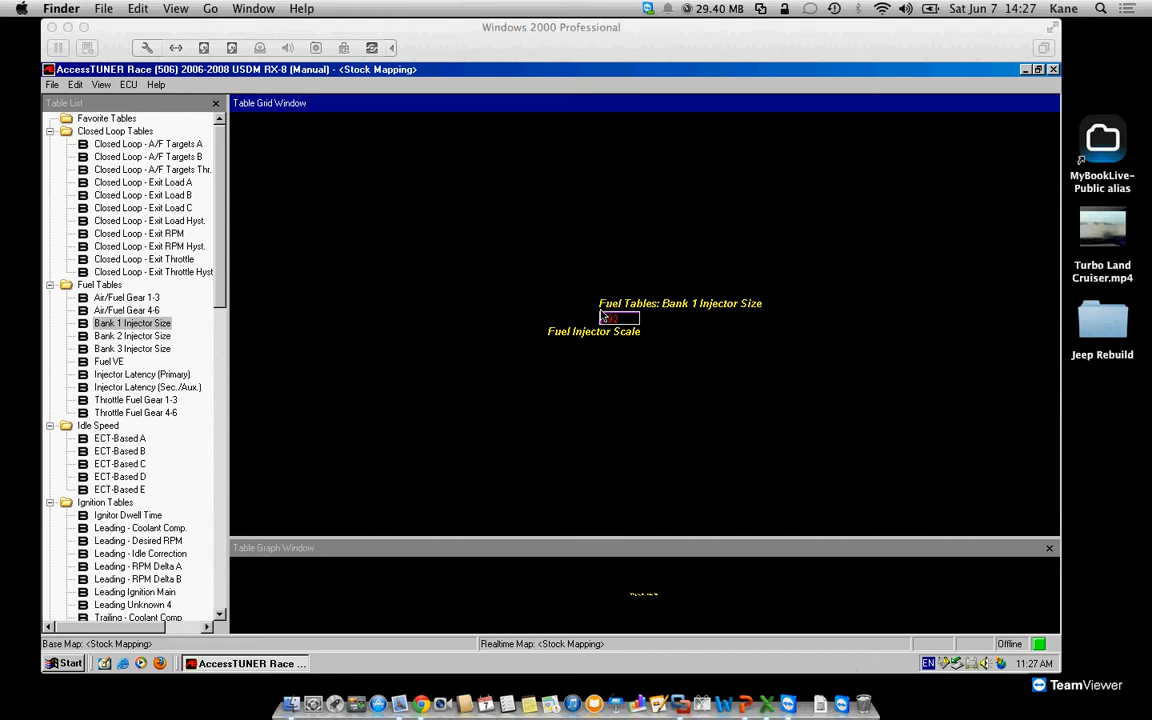 Finder File Edit View Go Window Help 29.40 MB Sat Jun 7 14:27 Kane
Windows 2000 Professional
AccessTUNER Race (506) 2006-2008 USDM RX-8 (Manual) - <Stock Mapping>
File Edit View ECU Help
Table List
Table Grid Window
Favorite Tables
Closed Loop Tables
Closed Loop - A/F Targets A
Closed Loop - A/F Targets B
Closed Loop - A/F Targets Thr.
Closed Loop - Exit Load A
Closed Loop - Exit Load B
Closed Loop - Exit Load C
Closed Loop - Exit Load Hyst.
Closed Loop - Exit RPM
Closed Loop - Exit RPM Hyst.
Closed Loop - Exit Throttle
Closed Loop - Exit Throttle Hyst
Fuel Tables
Air/Fuel Gear 1-3
Air/Fuel Gear 4-6
Bank 1 Injector Size
Bank 2 Injector Size
Bank 3 Injector Size
Fuel VE
Injector Latency (Primary)
Injector Latency (Sec./Aux.)
Throttle Fuel Gear 1-3
Throttle Fuel Gear 4-6
Idle Speed
ECT-Based A
ECT-Based B
ECT-Based C
ECT-Based D
ECT-Based E
Ignition Tables
Ignitor Dwell Time
Leading - Coolant Comp.
Leading - Desired RPM
Leading - Idle Correction
Leading - RPM Delta A
Leading - RPM Delta B
Leading Ignition Main
Leading Unknown 4
Trailing - Coolant Comp
Fuel Tables: Bank 1 Injector Size
Fuel Injector Scale
Table Graph Window
Base Map: <Stock Mapping> Realtime Map: <Stock Mapping> Offline
Start AccessTUNER Race ... EN 11:27 AM
MyBookLive-
Public alias
Turbo Land
Cruiser.mp4
Jeep Rebuild
TeamViewer